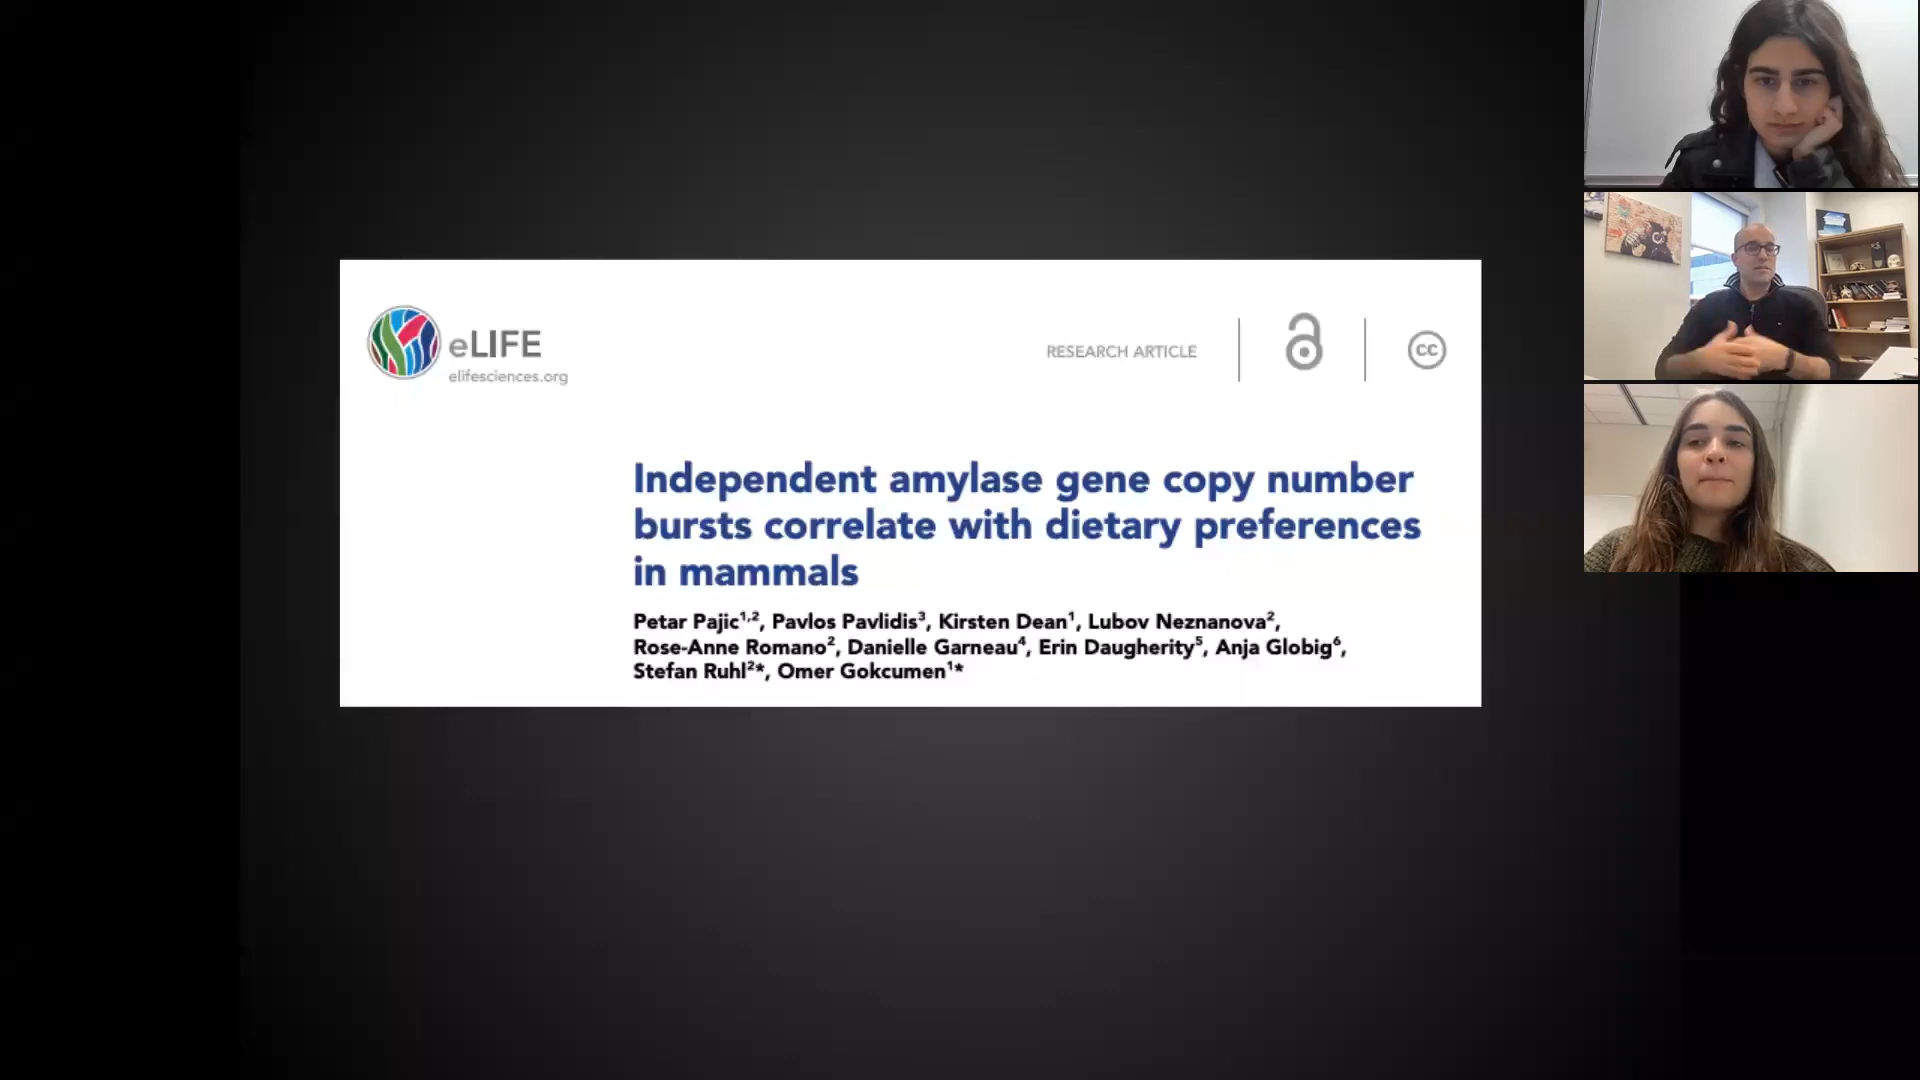 eLIFE
elifesciences.org
RESEARCH ARTICLE
cc
Independent amylase gene copy number
bursts correlate with dietary preferences
in mammals
Petar Pajic¹,², Pavlos Pavlidis³, Kirsten Dean¹, Lubov Neznanova²,
Rose-Anne Romano², Danielle Garneau⁴, Erin Daugherity⁵, Anja Globig⁶,
Stefan Ruhl²*, Omer Gokcumen¹*